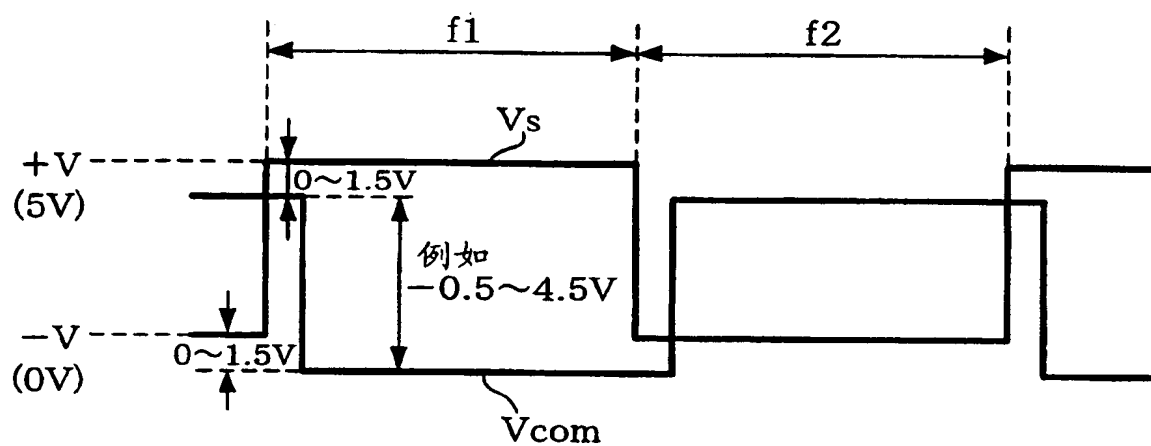 f1
f2
Vs
+V
(5V)
0～1.5V
例如
－0.5～4.5V
－V
(0V)
0～1.5V
Vcom